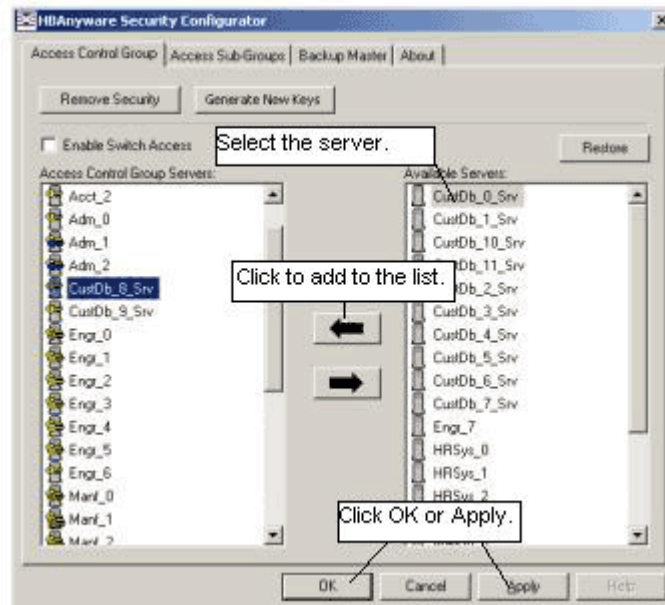 HBAnyware Security Configurator
Access Control Group
Access Sub-Groups
Backup Master
About
Remove Security
Generate New Keys
Enable Switch Access
Select the server.
Restore
Access Control Group Servers:
Acct_2
Adm_0
Adm_1
Adm_2
CustDb_8_Srv
CustDb_9_Srv
Engr_0
Engr_1
Engr_2
Engr_3
Engr_4
Engr_5
Engr_6
Manf_0
Manf_1
Manf_2
Click to add to the list.
Available Servers:
CustDb_0_Srv
CustDb_1_Srv
CustDb_10_Srv
CustDb_11_Srv
CustDb_2_Srv
CustDb_3_Srv
CustDb_4_Srv
CustDb_5_Srv
CustDb_6_Srv
CustDb_7_Srv
Engr_7
HRSys_0
HRSys_1
HRSys_2
Click OK or Apply.
OK
Cancel
Apply
Help